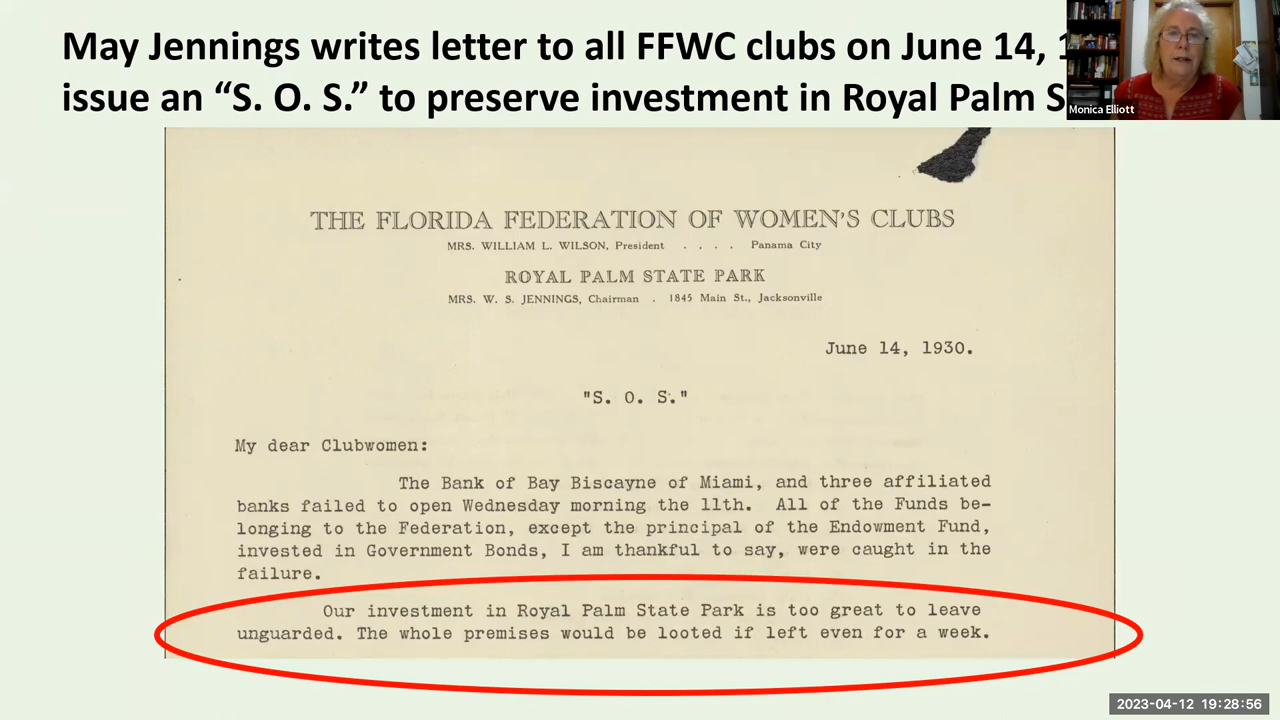 May Jennings writes letter to all FFWC clubs on June 14,
issue an “S. O. S.” to preserve investment in Royal Palm
Monica Elliott
THE FLORIDA FEDERATION OF WOMEN'S CLUBS
MRS. WILLIAM L. WILSON, President . . . . Panama City
ROYAL PALM STATE PARK
MRS. W. S. JENNINGS, Chairman . 1845 Main St., Jacksonville
June 14, 1930.
"S. O. S."
My dear Clubwomen:
The Bank of Bay Biscayne of Miami, and three affiliated
banks failed to open Wednesday morning the 11th. All of the Funds be-
longing to the Federation, except the principal of the Endowment Fund,
invested in Government Bonds, I am thankful to say, were caught in the
failure.
Our investment in Royal Palm State Park is too great to leave
unguarded. The whole premises would be looted if left even for a week.
2023-04-12 19:28:56